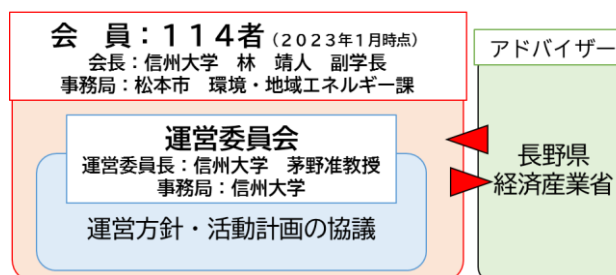 会　員：１１４者（２０２３年１月時点）
会長：信州大学　林　靖人　副学長
事務局：松本市　環境・地域エネルギー課
運営委員会
運営委員長：信州大学　茅野准教授
事務局：信州大学
運営方針・活動計画の協議
アドバイザー
長野県
経済産業省